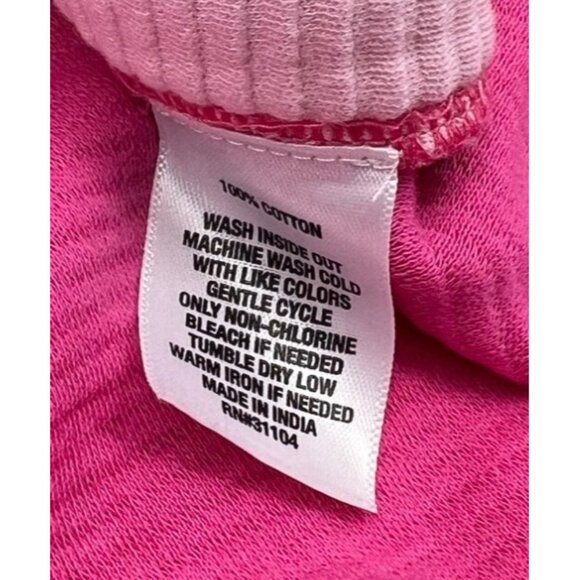 100% COTTON
WASH INSIDE OUT
MACHINE WASH COLD
WITH LIKE COLORS
GENTLE CYCLE
ONLY NON-CHLORINE
BLEACH IF NEEDED
TUMBLE DRY LOW
WARM IRON IF NEEDED
MADE IN INDIA
RN#31104